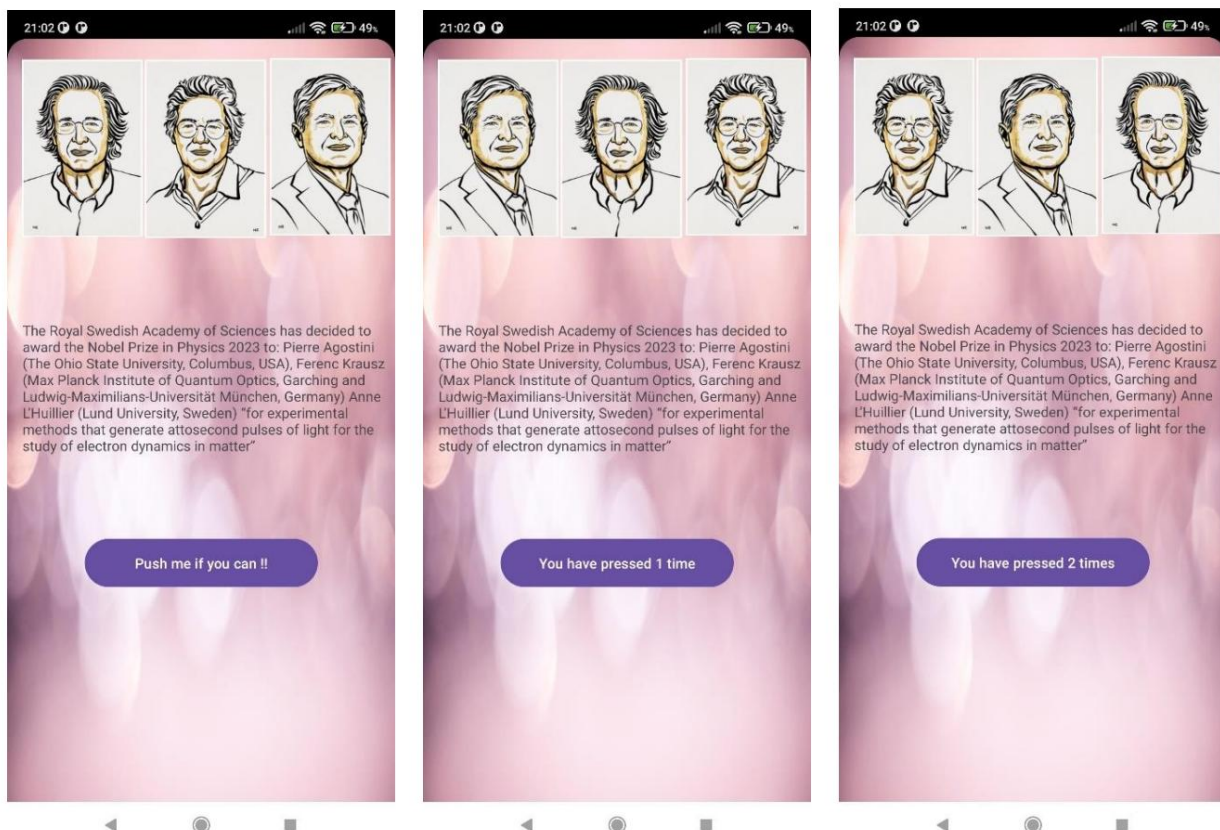 21:02
49%
The Royal Swedish Academy of Sciences has decided to
award the Nobel Prize in Physics 2023 to: Pierre Agostini
(The Ohio State University, Columbus, USA), Ferenc Krausz
(Max Planck Institute of Quantum Optics, Garching and
Ludwig-Maximilians-Universität München, Germany) Anne
L'Huillier (Lund University, Sweden) “for experimental
methods that generate attosecond pulses of light for the
study of electron dynamics in matter”
Push me if you can !!
21:02
49%
The Royal Swedish Academy of Sciences has decided to
award the Nobel Prize in Physics 2023 to: Pierre Agostini
(The Ohio State University, Columbus, USA), Ferenc Krausz
(Max Planck Institute of Quantum Optics, Garching and
Ludwig-Maximilians-Universität München, Germany) Anne
L'Huillier (Lund University, Sweden) “for experimental
methods that generate attosecond pulses of light for the
study of electron dynamics in matter”
You have pressed 1 time
21:02
49%
The Royal Swedish Academy of Sciences has decided to
award the Nobel Prize in Physics 2023 to: Pierre Agostini
(The Ohio State University, Columbus, USA), Ferenc Krausz
(Max Planck Institute of Quantum Optics, Garching and
Ludwig-Maximilians-Universität München, Germany) Anne
L'Huillier (Lund University, Sweden) “for experimental
methods that generate attosecond pulses of light for the
study of electron dynamics in matter”
You have pressed 2 times